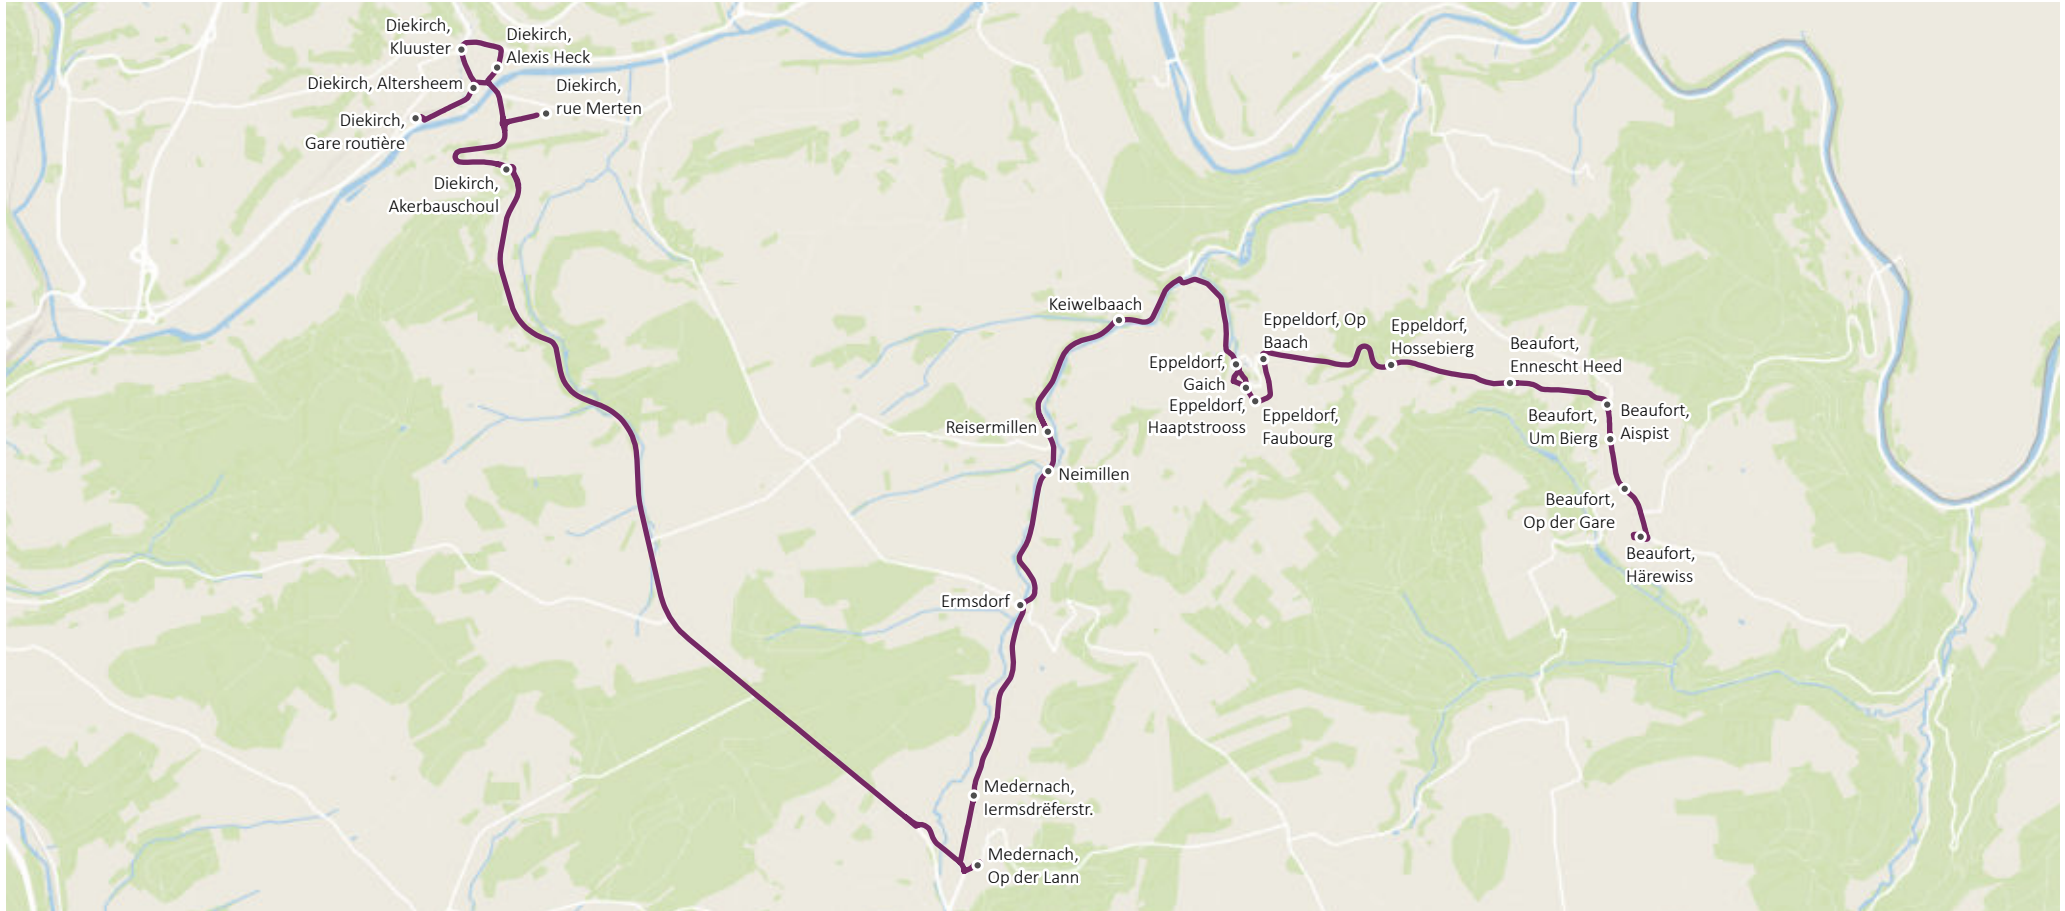 Diekirch,
Kluuster
Diekirch,
Alexis Heck
Diekirch, Altersheem
Diekirch,
rue Merten
Diekirch,
Gare routière
Diekirch,
Akerbauschoul
Keiwelbaach
Eppeldorf, Op
Baach
Eppeldorf,
Hossebierg
Beaufort,
Ennescht Heed
Eppeldorf,
Gaich
Eppeldorf,
Haaptstrooss
Eppeldorf,
Faubourg
Beaufort,
Um Bierg
Beaufort,
Aispist
Reisermillen
Neimillen
Beaufort,
Op der Gare
Beaufort,
Härewiss
Ermsdorf
Medernach,
Iermsdrëferstr.
Medernach,
Op der Lann